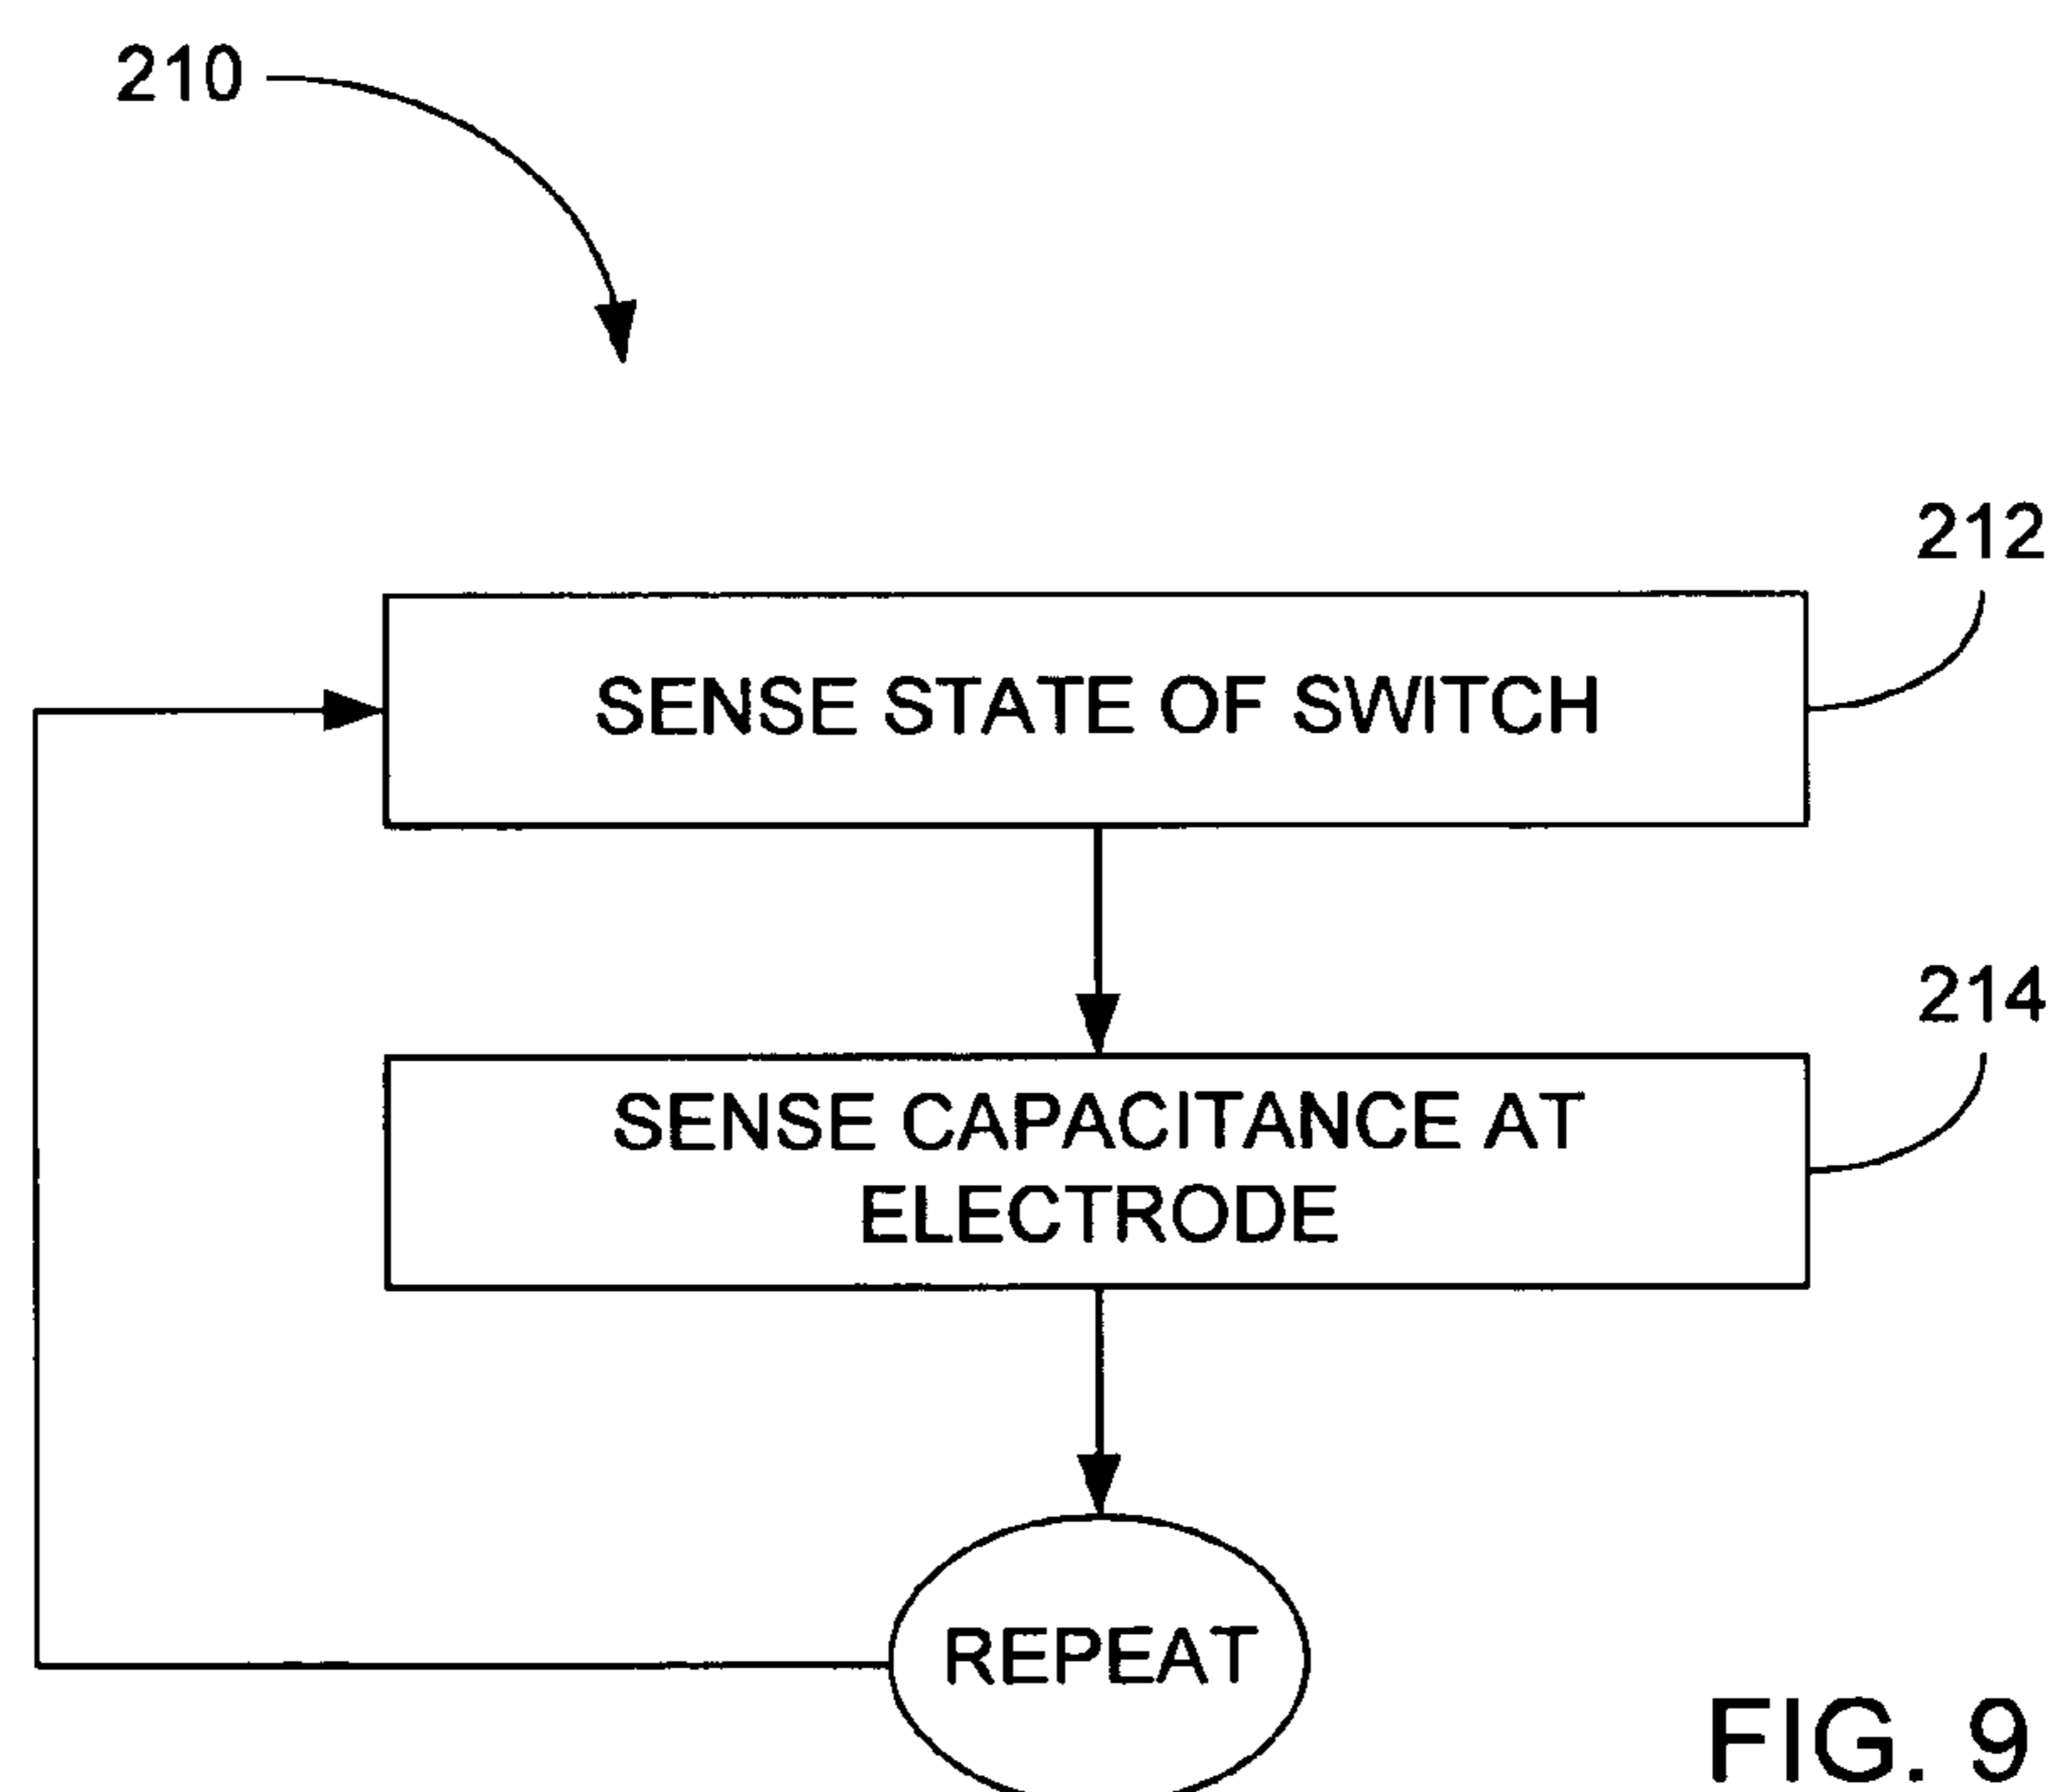 210
212
SENSE STATE OF SWITCH
214
SENSE CAPACITANCE AT
ELECTRODE
REPEAT
FIG. 9